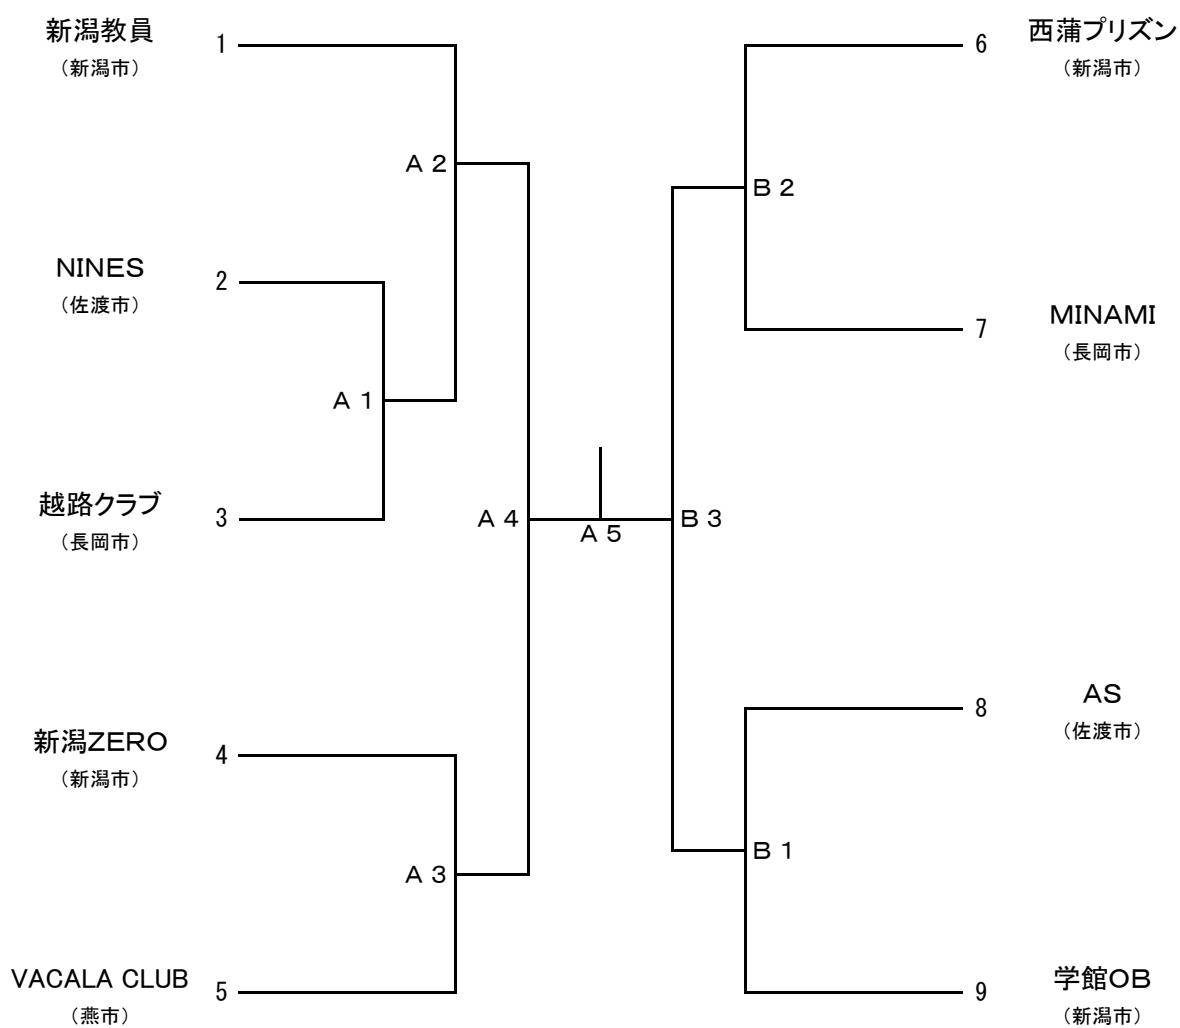 新潟教員
（新潟市）
1
A 2
NINES
（佐渡市）
2
A 1
越路クラブ
（長岡市）
3
A 4
新潟ZERO
（新潟市）
4
A 3
VACALA CLUB
（燕市）
5
A 5
6
西蒲プリズン
（新潟市）
B 2
7
MINAMI
（長岡市）
B 3
8
AS
（佐渡市）
B 1
9
学館OB
（新潟市）